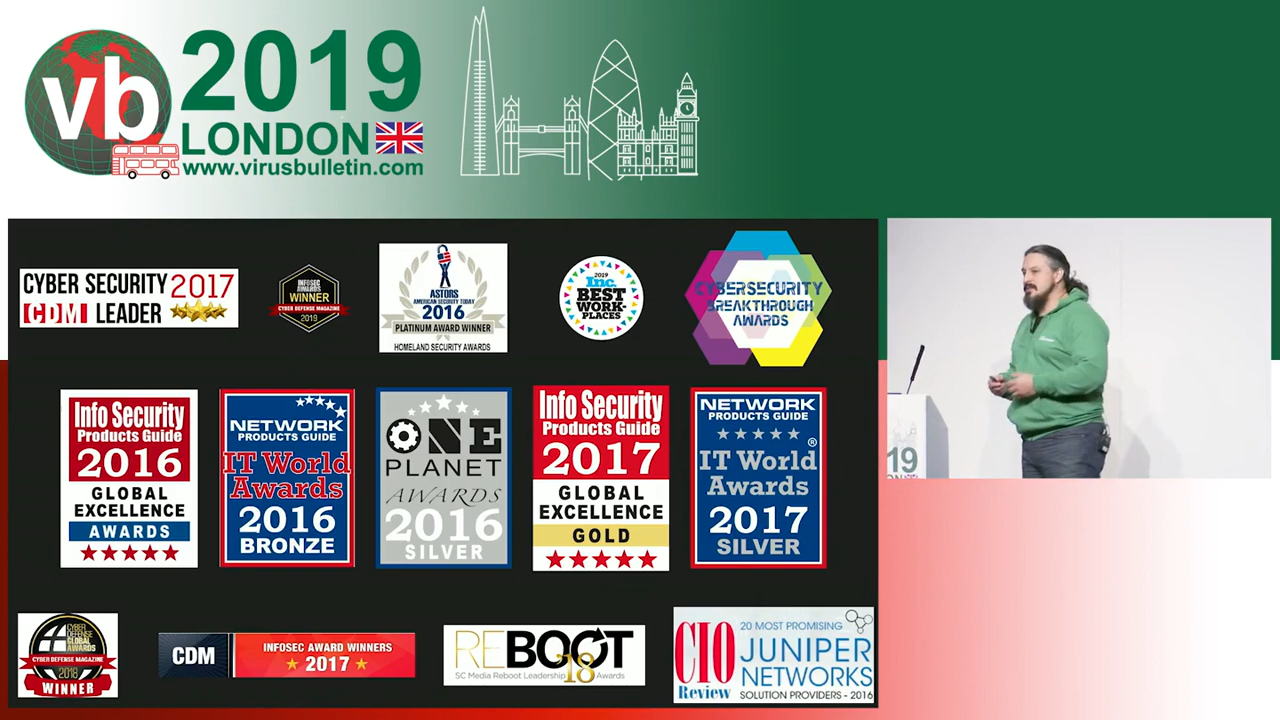 vb
2019
LONDON
www.virusbulletin.com
CYBER SECURITY 2017
CDM LEADER
INFOSEC
AWARDS
WINNER
CYBER DEFENSE MAGAZINE
2019
ASTORS
AMERICAN SECURITY TODAY
2016
PLATINUM AWARD WINNER
HOMELAND SECURITY AWARDS
2019
Inc.
BEST
WORK-
PLACES
CYBERSECURITY
BREAKTHROUGH
AWARDS
Info Security
Products Guide
2016
GLOBAL
EXCELLENCE
AWARDS
NETWORK
PRODUCTS GUIDE
IT World
Awards
2016
BRONZE
ONE
PLANET
AWARDS
2016
SILVER
Info Security
Products Guide
2017
GLOBAL
EXCELLENCE
GOLD
NETWORK
PRODUCTS GUIDE
®
IT World
Awards
2017
SILVER
CYBER
DEFENSE
GLOBAL
AWARDS
CYBER DEFENSE MAGAZINE
2018
WINNER
CDM
INFOSEC AWARD WINNERS
2017
REBOOT
'18
SC Media Reboot Leadership Awards
CIO
Review
20 MOST PROMISING
JUNIPER
NETWORKS
SOLUTION PROVIDERS - 2016
19